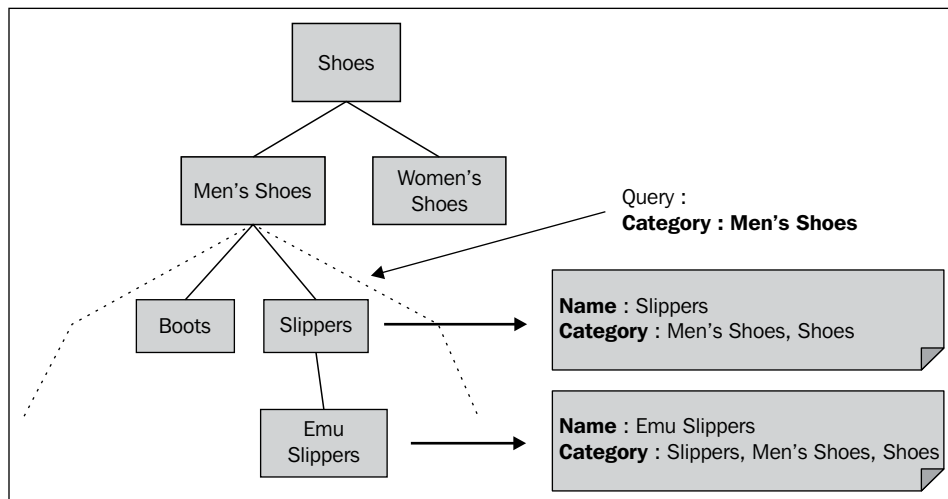 Shoes
Men's Shoes
Women's
Shoes
Query :
Category : Men's Shoes
Boots
Slippers
Name : Slippers
Category : Men's Shoes, Shoes
Emu
Slippers
Name : Emu Slippers
Category : Slippers, Men's Shoes, Shoes